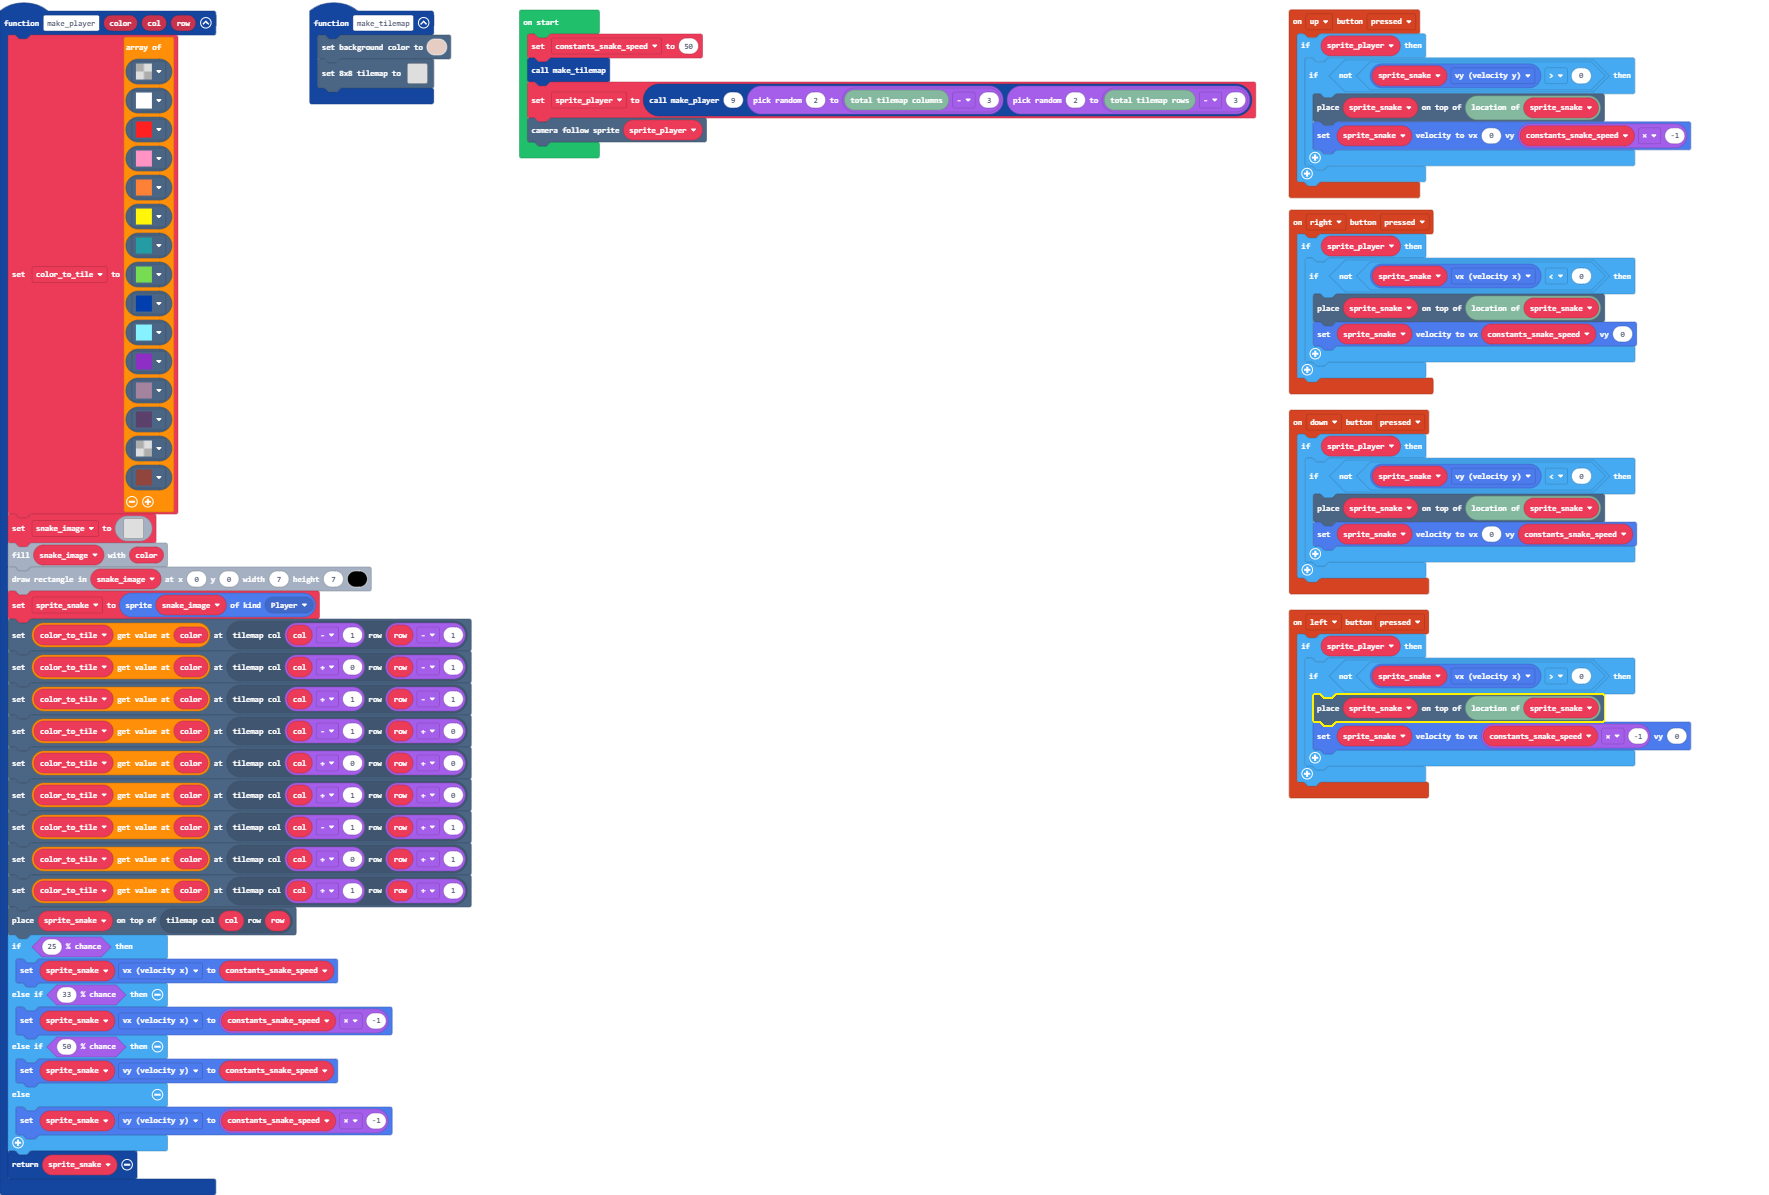 function make_player color col row
array of
set color_to_tile to
set snake_image to
fill snake_image with color
draw rectangle in snake_image at x 0 y 0 width 7 height 7
set sprite_snake to sprite snake_image of kind Player
set color_to_tile get value at color at tilemap col col - 1 row row - 1
set color_to_tile get value at color at tilemap col col + 0 row row - 1
set color_to_tile get value at color at tilemap col col + 1 row row - 1
set color_to_tile get value at color at tilemap col col - 1 row row + 0
set color_to_tile get value at color at tilemap col col + 0 row row + 0
set color_to_tile get value at color at tilemap col col + 1 row row + 0
set color_to_tile get value at color at tilemap col col - 1 row row + 1
set color_to_tile get value at color at tilemap col col + 0 row row + 1
set color_to_tile get value at color at tilemap col col + 1 row row + 1
place sprite_snake on top of tilemap col col row row
if 25 % chance then
set sprite_snake vx (velocity x) to constants_snake_speed
else if 33 % chance then
set sprite_snake vx (velocity x) to constants_snake_speed × -1
else if 50 % chance then
set sprite_snake vy (velocity y) to constants_snake_speed
else
set sprite_snake vy (velocity y) to constants_snake_speed × -1
return sprite_snake
function make_tilemap
set background color to
set 8x8 tilemap to
on start
set constants_snake_speed to 50
call make_tilemap
set sprite_player to call make_player 9 pick random 2 to total tilemap columns - 3 pick random 2 to total tilemap rows - 3
camera follow sprite sprite_player
on up button pressed
if sprite_player then
if not sprite_snake vy (velocity y) > 0 then
place sprite_snake on top of location of sprite_snake
set sprite_snake velocity to vx 0 vy constants_snake_speed × -1
on right button pressed
if sprite_player then
if not sprite_snake vx (velocity x) < 0 then
place sprite_snake on top of location of sprite_snake
set sprite_snake velocity to vx constants_snake_speed vy 0
on down button pressed
if sprite_player then
if not sprite_snake vy (velocity y) < 0 then
place sprite_snake on top of location of sprite_snake
set sprite_snake velocity to vx 0 vy constants_snake_speed
on left button pressed
if sprite_player then
if not sprite_snake vx (velocity x) > 0 then
place sprite_snake on top of location of sprite_snake
set sprite_snake velocity to vx constants_snake_speed × -1 vy 0